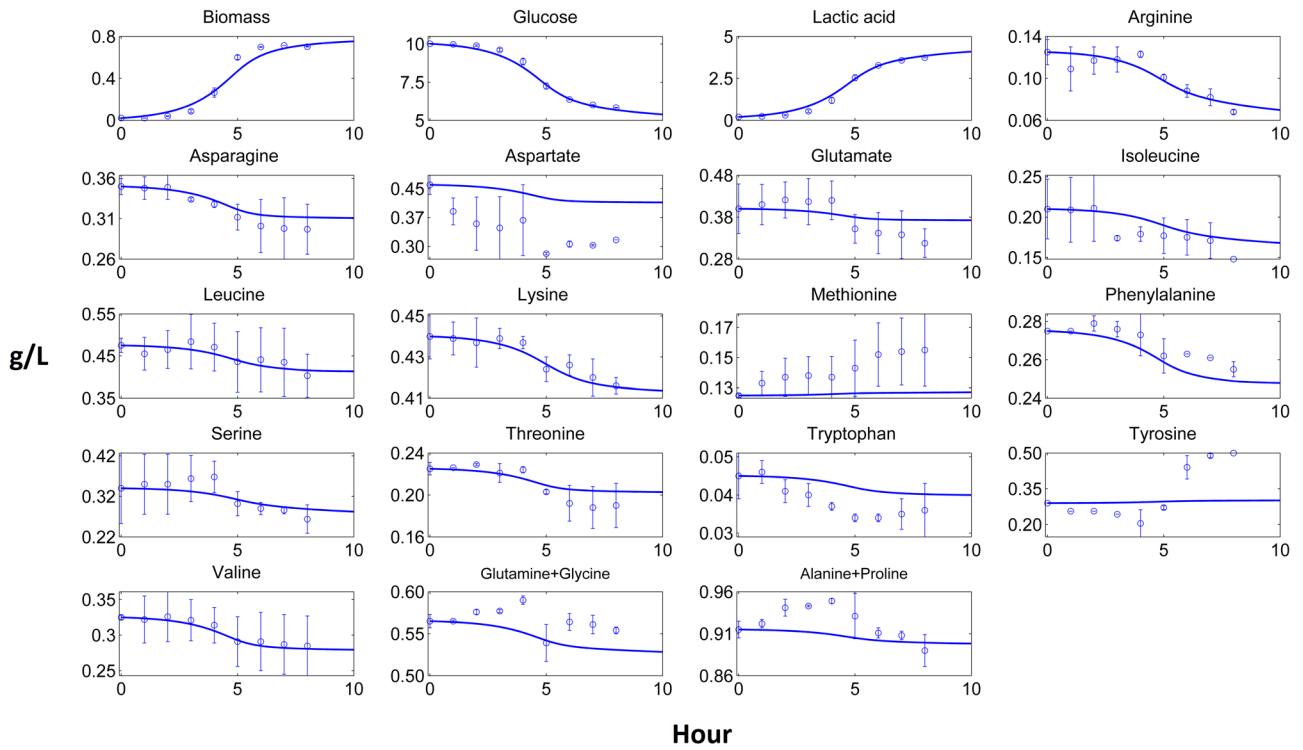 Biomass Glucose Lactic acid Arginine
0.8 10 5 0.14
0.4 7.5 2.5 0.10
0 5 0 0.06
0 5 10 0 5 10 0 5 10 0 5 10
Asparagine Aspartate Glutamate Isoleucine
0.36 0.45 0.48 0.25
0.31 0.37 0.38 0.20
0.26 0.30 0.28 0.15
0 5 10 0 5 10 0 5 10 0 5 10
Leucine Lysine Methionine Phenylalanine
0.55 0.45 0.17 0.28
0.45 0.43 0.15 0.26
0.35 0.41 0.13 0.24
0 5 10 0 5 10 0 5 10 0 5 10
g/L
Serine Threonine Tryptophan Tyrosine
0.42 0.24 0.05 0.50
0.32 0.20 0.04 0.35
0.22 0.16 0.03 0.20
0 5 10 0 5 10 0 5 10 0 5 10
Valine Glutamine+Glycine Alanine+Proline
0.35 0.60 0.96
0.3 0.55 0.91
0.25 0.50 0.86
0 5 10 0 5 10 0 5 10
Hour